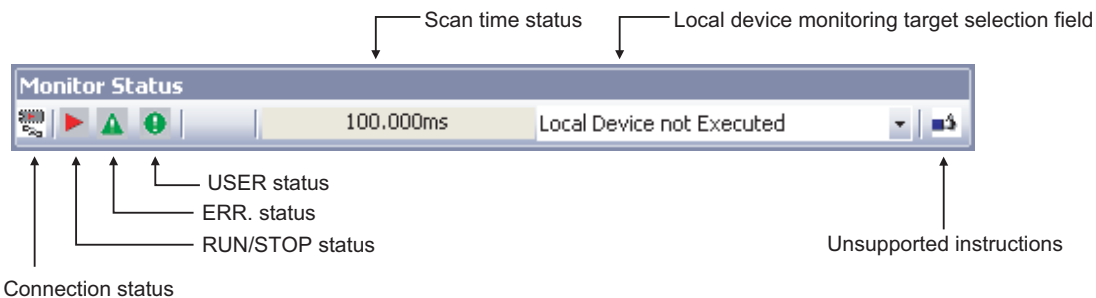 Scan time status
Local device monitoring target selection field
Monitor Status
100.000ms
Local Device not Executed
USER status
ERR. status
RUN/STOP status
Unsupported instructions
Connection status